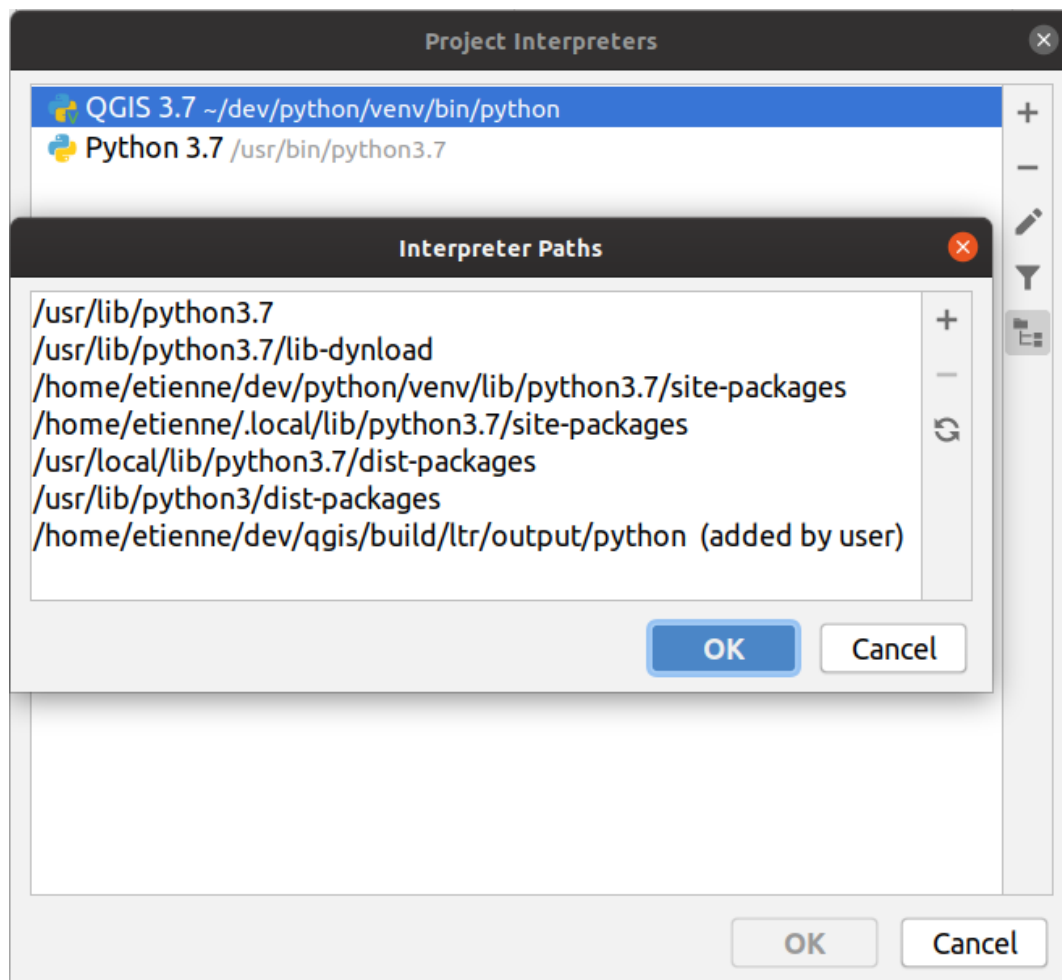 Project Interpreters
QGIS 3.7 ~/dev/python/venv/bin/python
Python 3.7 /usr/bin/python3.7
Interpreter Paths
/usr/lib/python3.7
/usr/lib/python3.7/lib-dynload
/home/etienne/dev/python/venv/lib/python3.7/site-packages
/home/etienne/.local/lib/python3.7/site-packages
/usr/local/lib/python3.7/dist-packages
/usr/lib/python3/dist-packages
/home/etienne/dev/qgis/build/ltr/output/python (added by user)
OK Cancel
OK Cancel